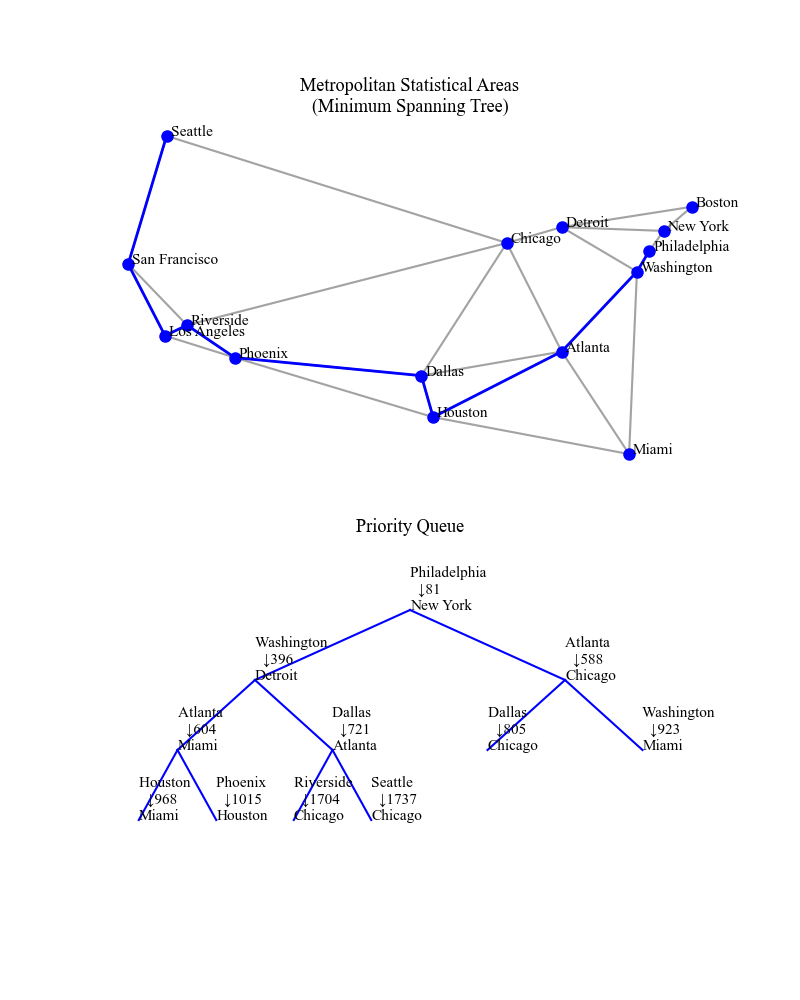 Metropolitan Statistical Areas
(Minimum Spanning Tree)
Seattle
Boston
Detroit
New York
Chicago
Philadelphia
San Francisco
Washington
Riverside
Los Angeles
Atlanta
Phoenix
Dallas
Houston
Miami
Priority Queue
Philadelphia
↓81
New York
Washington
↓396
Detroit
Atlanta
↓588
Chicago
Atlanta
↓604
Miami
Dallas
↓721
Atlanta
Dallas
↓805
Chicago
Washington
↓923
Miami
Houston
↓968
Miami
Phoenix
↓1015
Houston
Riverside
↓1704
Chicago
Seattle
↓1737
Chicago